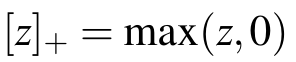 [z]₊ = max(z, 0)